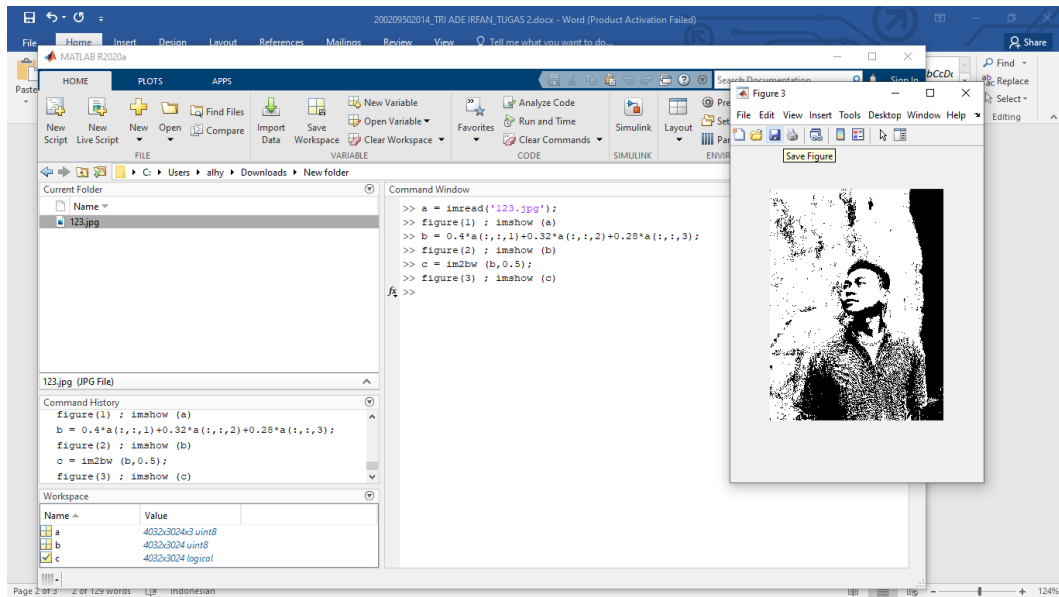 200209502014_TRI ADE IRFAN_TUGAS 2.docx - Word (Product Activation Failed)
File Home Insert Design Layout References Mailings Review View Tell me what you want to do... Share
Paste
Find
Replace
Select
Editing
MATLAB R2020a
HOME PLOTS APPS
Search Documentation Sign In
New Script
New Live Script
New
Open
Find Files
Compare
FILE
Import Data
Save Workspace
New Variable
Open Variable
Clear Workspace
VARIABLE
Favorites
Analyze Code
Run and Time
Clear Commands
CODE
Simulink
SIMULINK
Layout
Pre
Set
Par
ENVIR
C: Users alhy Downloads New folder
Current Folder
Name
123.jpg
123.jpg (JPG File)
Command History
figure(1) ; imshow (a)
b = 0.4*a(:,:,1)+0.32*a(:,:,2)+0.28*a(:,:,3);
figure(2) ; imshow (b)
c = im2bw (b,0.5);
figure(3) ; imshow (c)
Workspace
Name Value
a 4032x3024x3 uint8
b 4032x3024 uint8
c 4032x3024 logical
Command Window
>> a = imread('123.jpg');
>> figure(1) ; imshow (a)
>> b = 0.4*a(:,:,1)+0.32*a(:,:,2)+0.28*a(:,:,3);
>> figure(2) ; imshow (b)
>> c = im2bw (b,0.5);
>> figure(3) ; imshow (c)
fx >>
Figure 3
File Edit View Insert Tools Desktop Window Help
Save Figure
Page 2 of 3 2 of 129 words Indonesian 124%